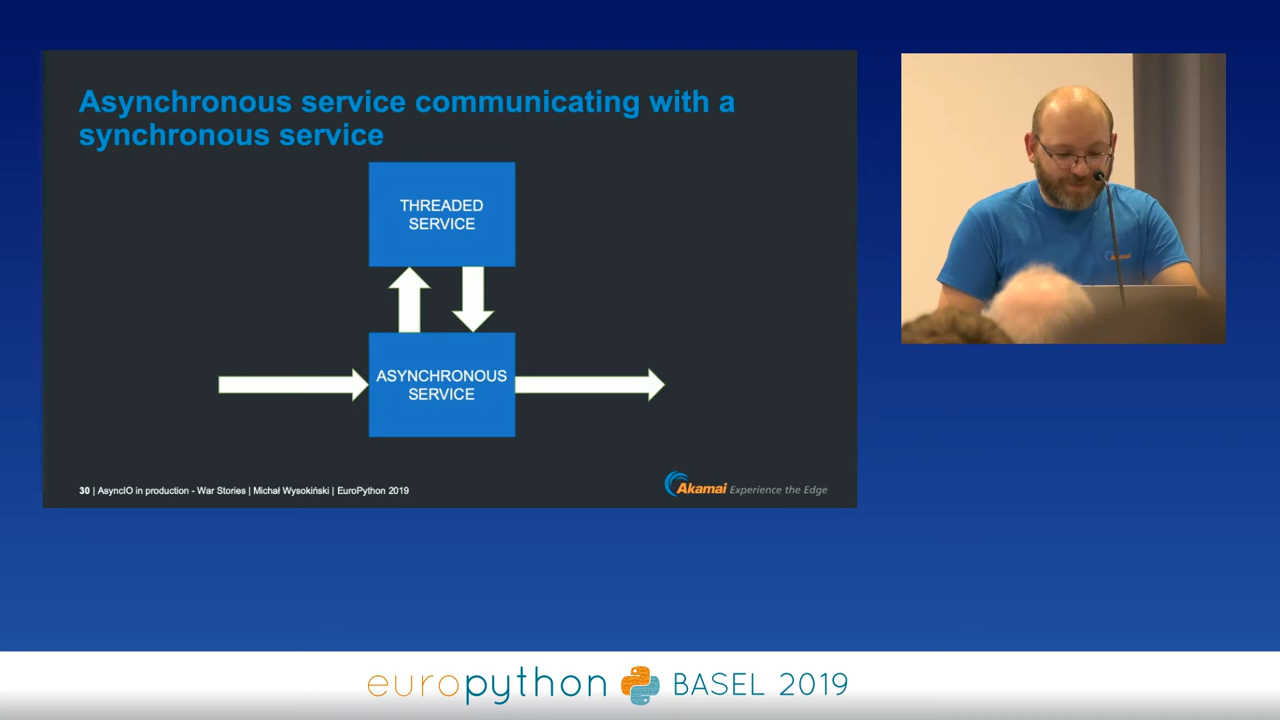 Asynchronous service communicating with a
synchronous service
THREADED
SERVICE
ASYNCHRONOUS
SERVICE
30 | AsyncIO in production - War Stories | Michał Wysokiński | EuroPython 2019
Akamai Experience the Edge
Akamai
europython BASEL 2019